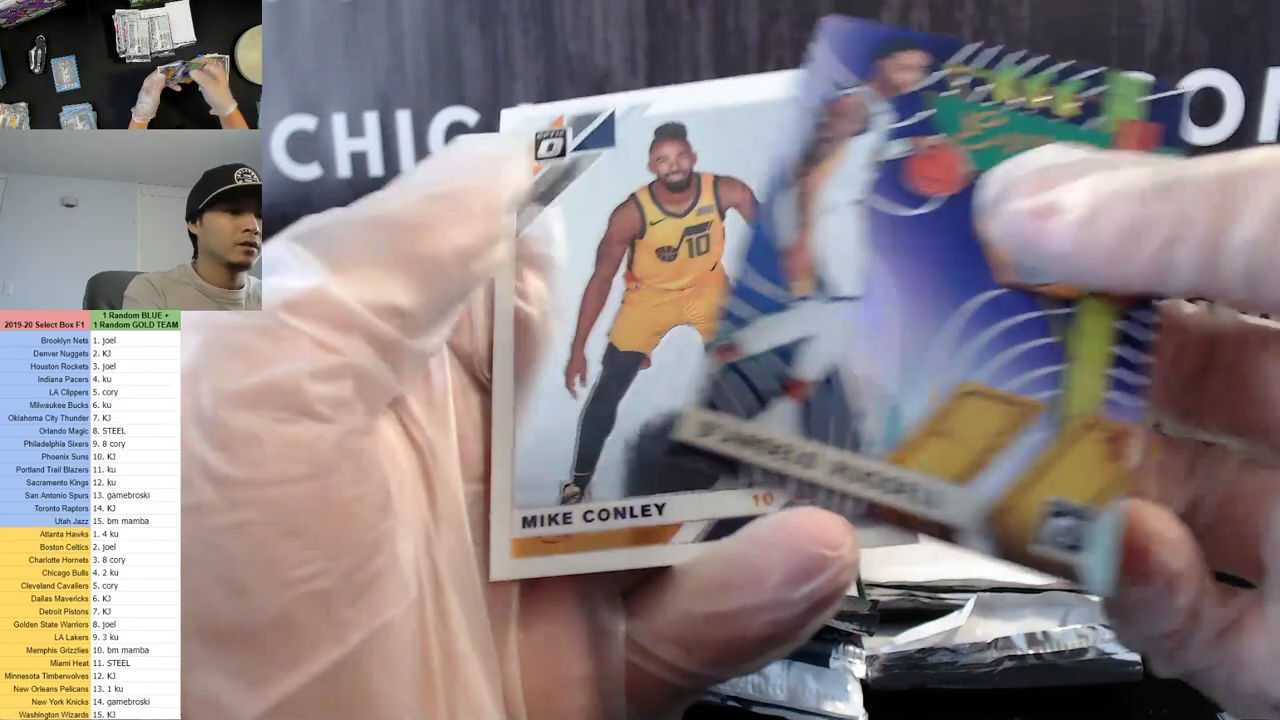 CHIC
O
OPTIC
10
MIKE CONLEY 10
2019-20 Select Box F1 1 Random BLUE +
1 Random GOLD TEAM
Brooklyn Nets 1. joel
Denver Nuggets 2. KJ
Houston Rockets 3. joel
Indiana Pacers 4. ku
LA Clippers 5. cory
Milwaukee Bucks 6. ku
Oklahoma City Thunder 7. KJ
Orlando Magic 8. STEEL
Philadelphia Sixers 9. 8 cory
Phoenix Suns 10. KJ
Portland Trail Blazers 11. ku
Sacramento Kings 12. ku
San Antonio Spurs 13. gamebroski
Toronto Raptors 14. KJ
Utah Jazz 15. bm mamba
Atlanta Hawks 1. 4 ku
Boston Celtics 2. joel
Charlotte Hornets 3. 8 cory
Chicago Bulls 4. 2 ku
Cleveland Cavaliers 5. cory
Dallas Mavericks 6. KJ
Detroit Pistons 7. KJ
Golden State Warriors 8. joel
LA Lakers 9. 3 ku
Memphis Grizzlies 10. bm mamba
Miami Heat 11. STEEL
Minnesota Timberwolves 12. KJ
New Orleans Pelicans 13. 1 ku
New York Knicks 14. gamebroski
Washington Wizards 15. KJ